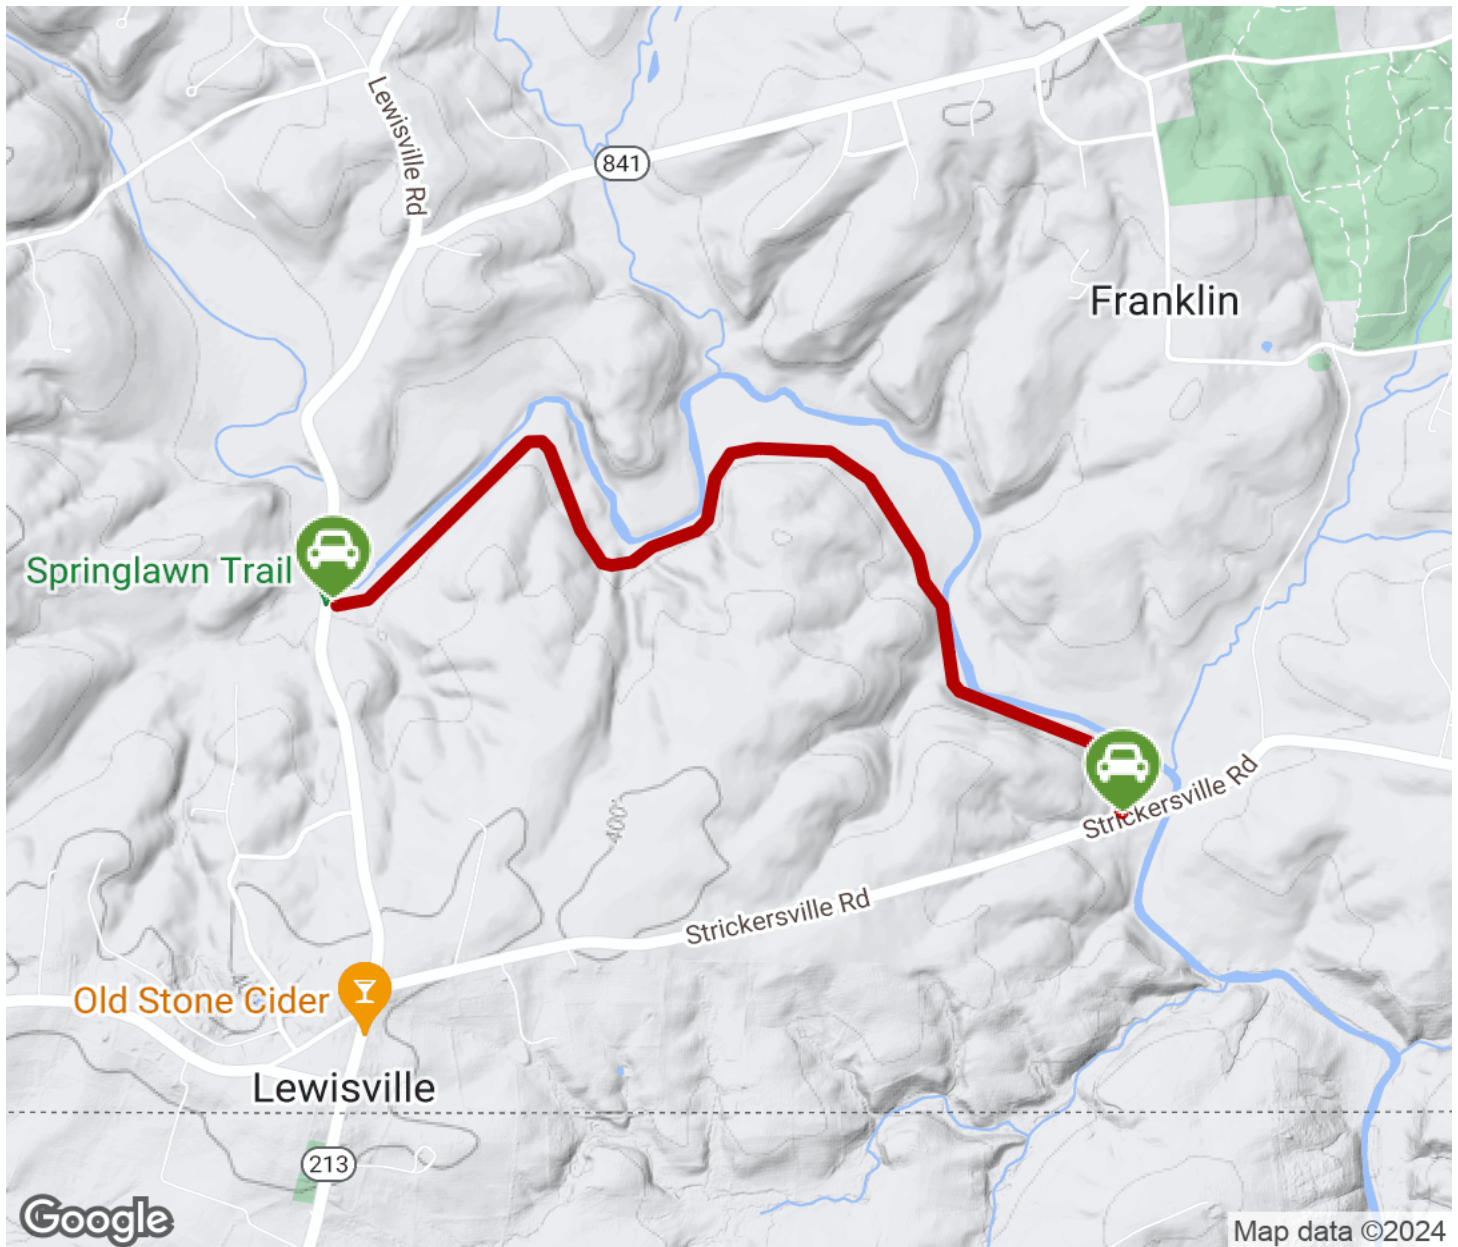 Lewisville Rd
841
Franklin
Springlawn Trail
400'
Strickersville Rd
Strickersville Rd
Old Stone Cider
Lewisville
213
Google
Map data ©2024